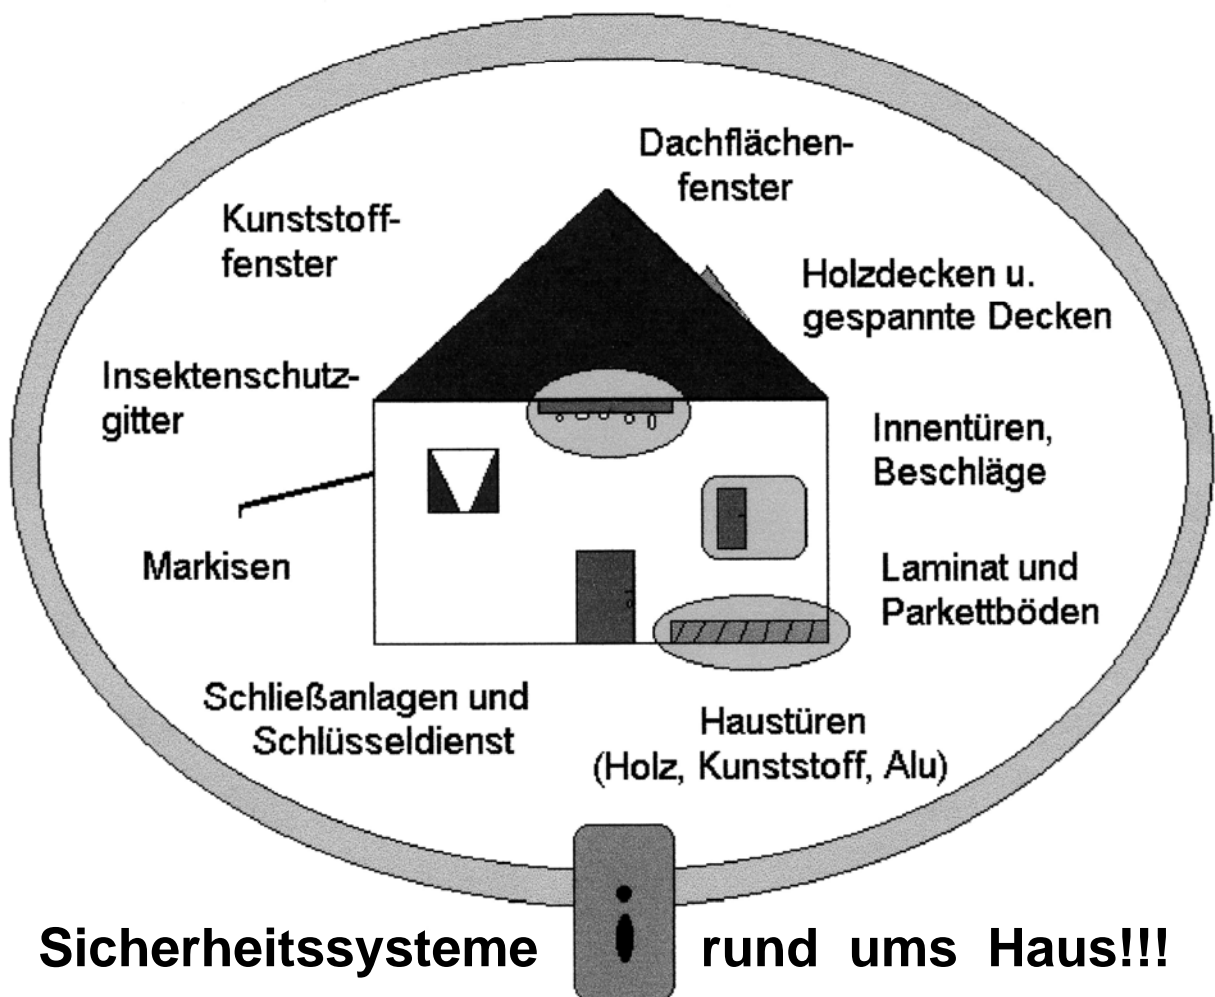 Dachflächen-
fenster
Kunststoff-
fenster
Holzdecken u.
gespannte Decken
Insektenschutz-
gitter
Innentüren,
Beschläge
Markisen
Laminat und
Parkettböden
Schließanlagen und
Schlüsseldienst
Haustüren
(Holz, Kunststoff, Alu)
Sicherheitssysteme rund ums Haus!!!